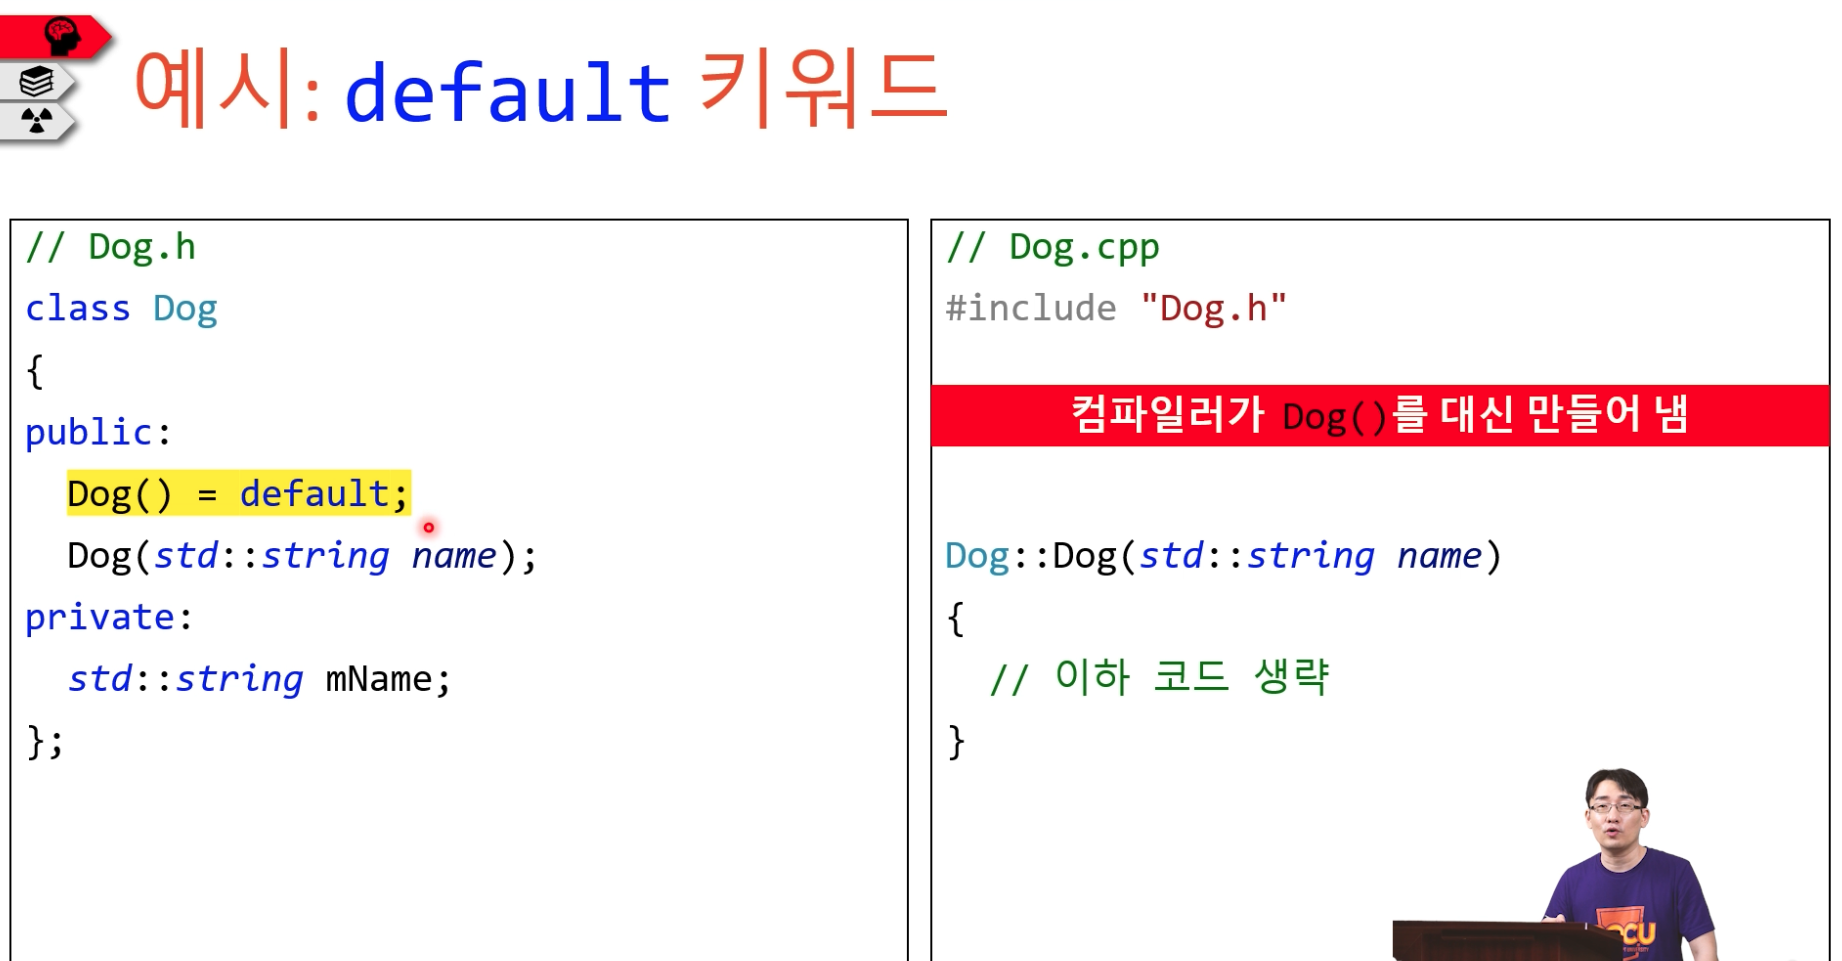 예시: default 키워드
// Dog.h
class Dog
{
public:
Dog() = default;
Dog(std::string name);
private:
std::string mName;
};
// Dog.cpp
#include "Dog.h"
컴파일러가 Dog()를 대신 만들어 냄
Dog::Dog(std::string name)
{
// 이하 코드 생략
}